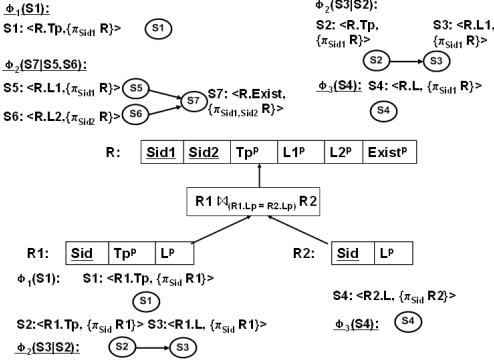 Φ1(S1):
S1: <R.Tp,{πSid1 R}> S1
Φ2(S3|S2):
S2: <R.Tp, {πSid1 R}> S3: <R.L1, {πSid1 R}>
S2 S3
Φ2(S7|S5,S6):
S5: <R.L1,{πSid1 R}> S5
S6: <R.L2,{πSid2 R}> S6
S7 S7: <R.Exist, {πSid1,Sid2 R}>
Φ3(S4): S4: <R.L, {πSid1 R}>
S4
R: Sid1 Sid2 Tpᵖ L1ᵖ L2ᵖ Existᵖ
R1 ⋈(R1.Lp = R2.Lp) R2
R1: Sid Tpᵖ Lᵖ
R2: Sid Lᵖ
Φ1(S1): S1: <R1.Tp, {πSid R1}>
S1
S2:<R1.Tp, {πSid R1}> S3: <R1.L, {πSid R1}>
Φ2(S3|S2): S2 S3
S4: <R2.L, {πSid R2}>
Φ3(S4): S4